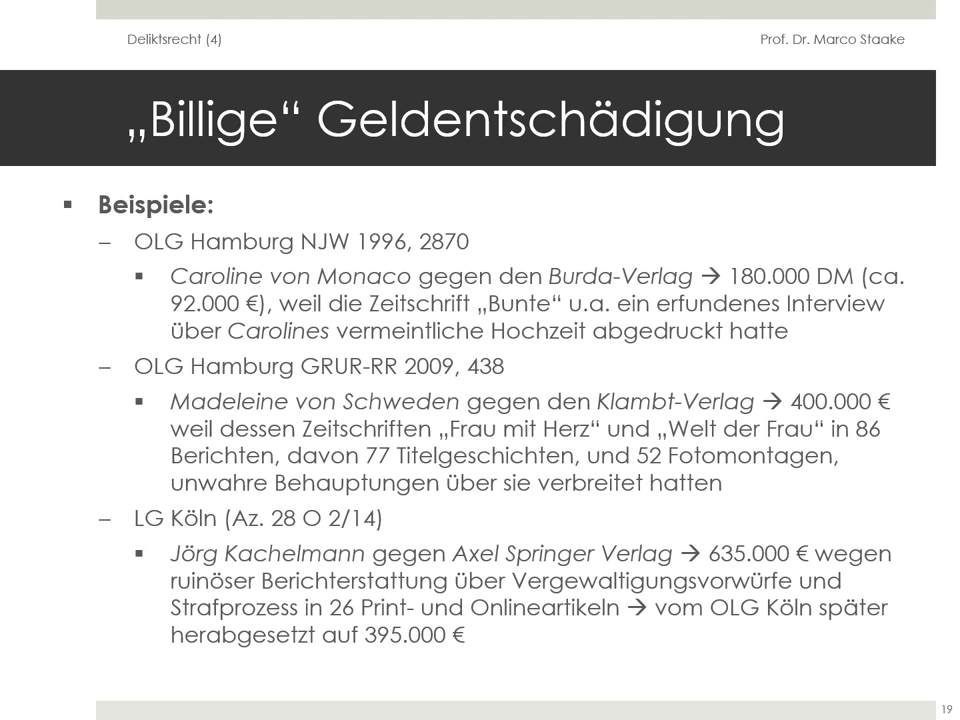 Deliktsrecht (4)
Prof. Dr. Marco Staake
„Billige“ Geldentschädigung
▪ Beispiele:
– OLG Hamburg NJW 1996, 2870
▪ Caroline von Monaco gegen den Burda-Verlag → 180.000 DM (ca.
92.000 €), weil die Zeitschrift „Bunte“ u.a. ein erfundenes Interview
über Carolines vermeintliche Hochzeit abgedruckt hatte
– OLG Hamburg GRUR-RR 2009, 438
▪ Madeleine von Schweden gegen den Klambt-Verlag → 400.000 €
weil dessen Zeitschriften „Frau mit Herz“ und „Welt der Frau“ in 86
Berichten, davon 77 Titelgeschichten, und 52 Fotomontagen,
unwahre Behauptungen über sie verbreitet hatten
– LG Köln (Az. 28 O 2/14)
▪ Jörg Kachelmann gegen Axel Springer Verlag → 635.000 € wegen
ruinöser Berichterstattung über Vergewaltigungsvorwürfe und
Strafprozess in 26 Print- und Onlineartikeln → vom OLG Köln später
herabgesetzt auf 395.000 €
19